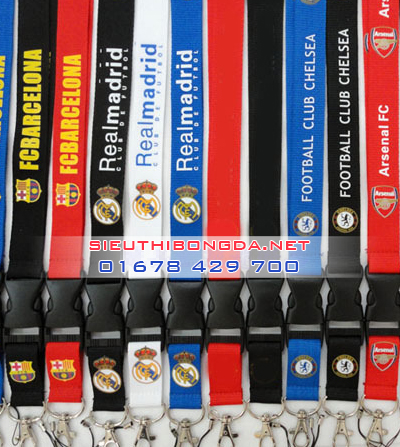 FCBARCELONA
FCBARCELONA
Realmadrid
CLUB DE FUTBOL
Realmadrid
CLUB DE FUTBOL
Realmadrid
CLUB DE FUTBOL
FOOTBALL CLUB CHELSEA
FOOTBALL CLUB CHELSEA
Arsenal
Arsenal FC
SIEUTHIBONGDA.NET
01678 429 700
Arsenal